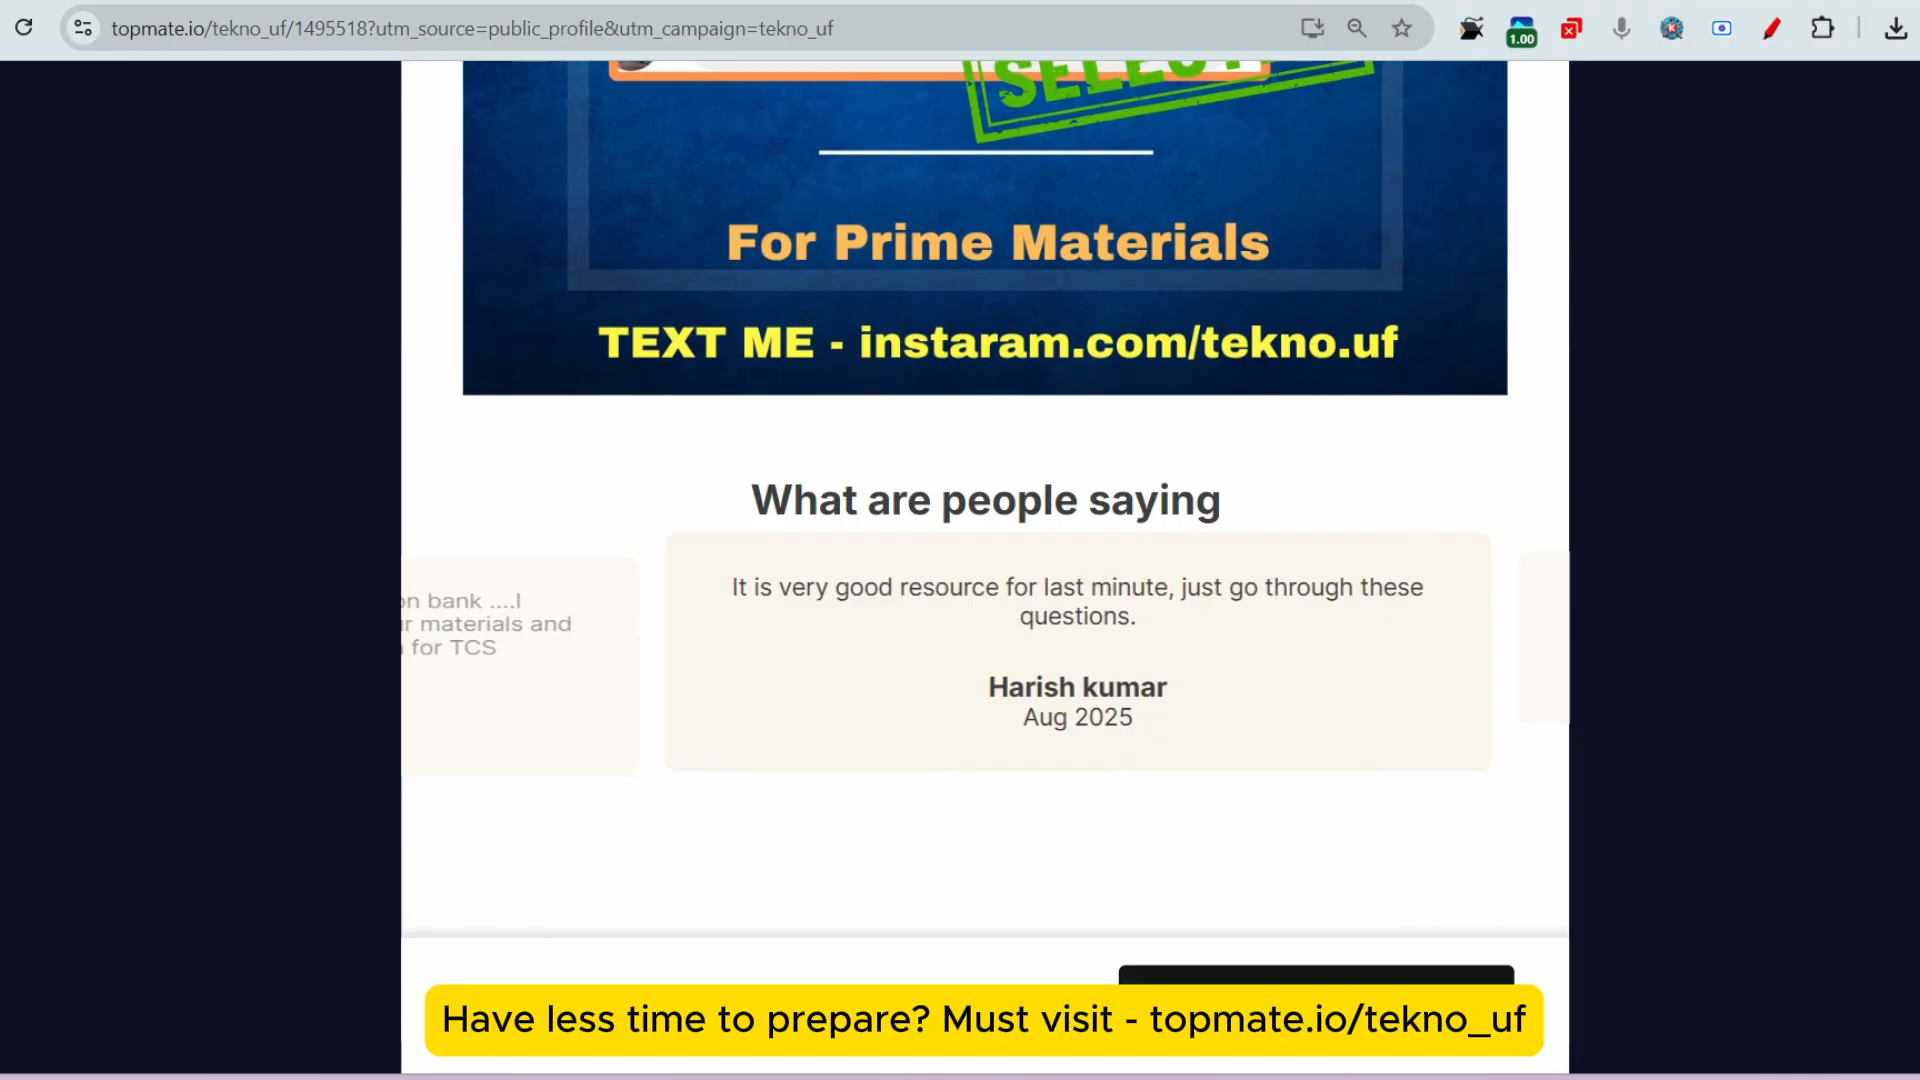 topmate.io/tekno_uf/1495518?utm_source=public_profile&utm_campaign=tekno_uf
1.00
For Prime Materials
TEXT ME - instaram.com/tekno.uf
What are people saying
on bank ....I
materials and
for TCS
It is very good resource for last minute, just go through these
questions.
Harish kumar
Aug 2025
Have less time to prepare? Must visit - topmate.io/tekno_uf